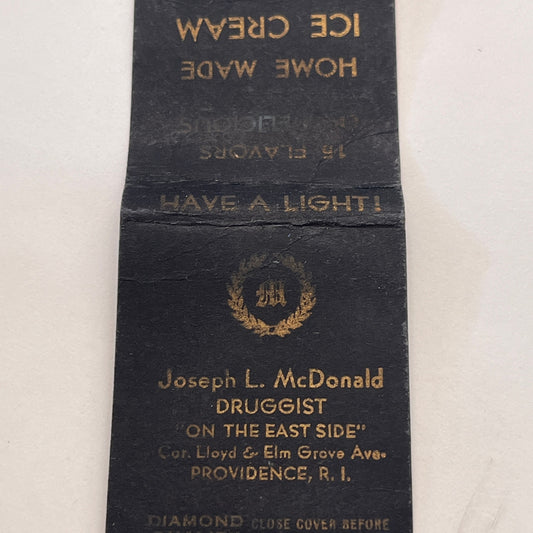 ICE CREAM
HOME MADE
DELICIOUS
15 FLAVORS
HAVE A LIGHT!
M
Joseph L. McDonald
DRUGGIST
"ON THE EAST SIDE"
Cor. Lloyd & Elm Grove Ave.
PROVIDENCE, R. I.
DIAMOND CLOSE COVER BEFORE